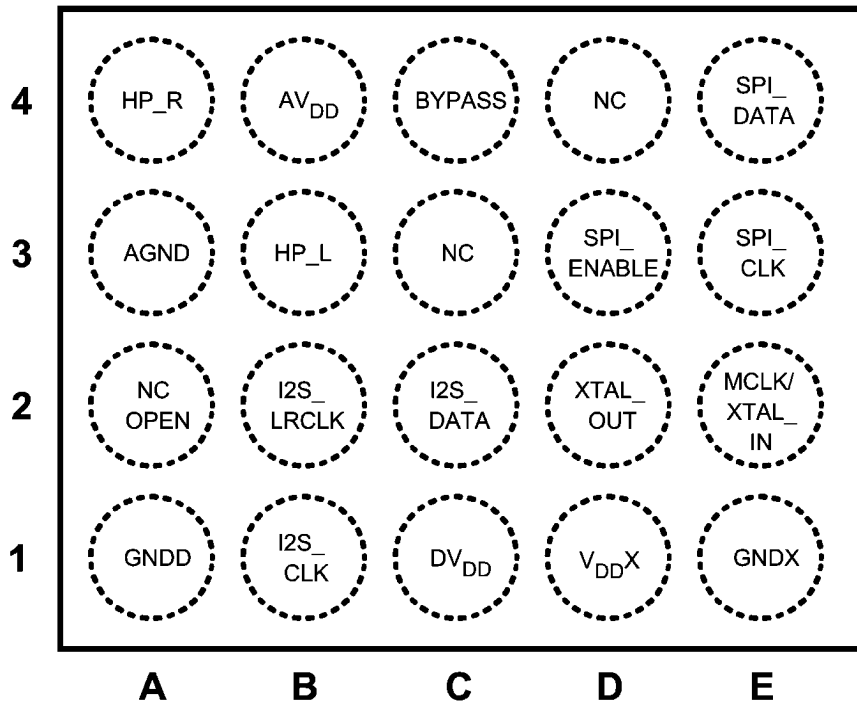 4
HP_R
AVDD
BYPASS
NC
SPI_
DATA
3
AGND
HP_L
NC
SPI_
ENABLE
SPI_
CLK
2
NC
OPEN
I2S_
LRCLK
I2S_
DATA
XTAL_
OUT
MCLK/
XTAL_
IN
1
GNDD
I2S_
CLK
DVDD
VDDX
GNDX
A B C D E